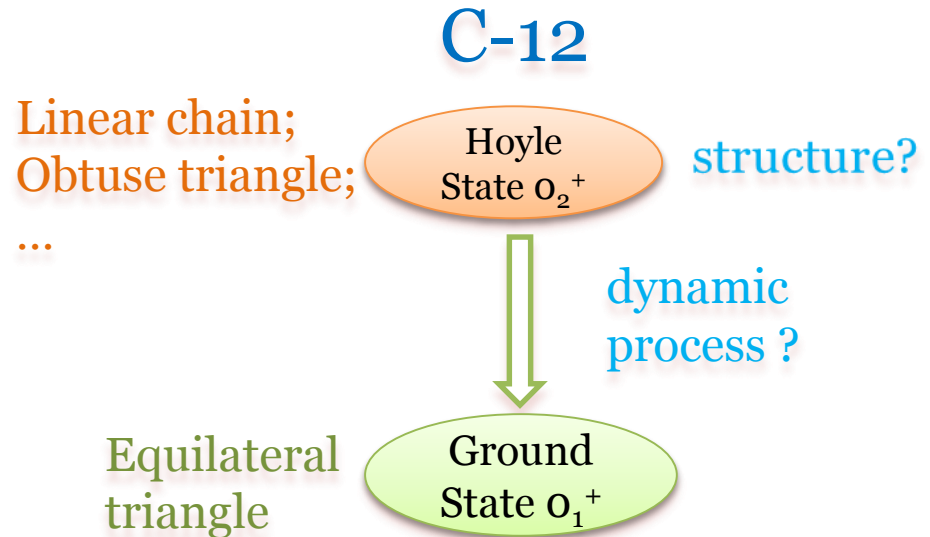 C-12
Linear chain;
Obtuse triangle;
...
Hoyle
State 0₂⁺
structure?
dynamic
process ?
Equilateral
triangle
Ground
State 0₁⁺